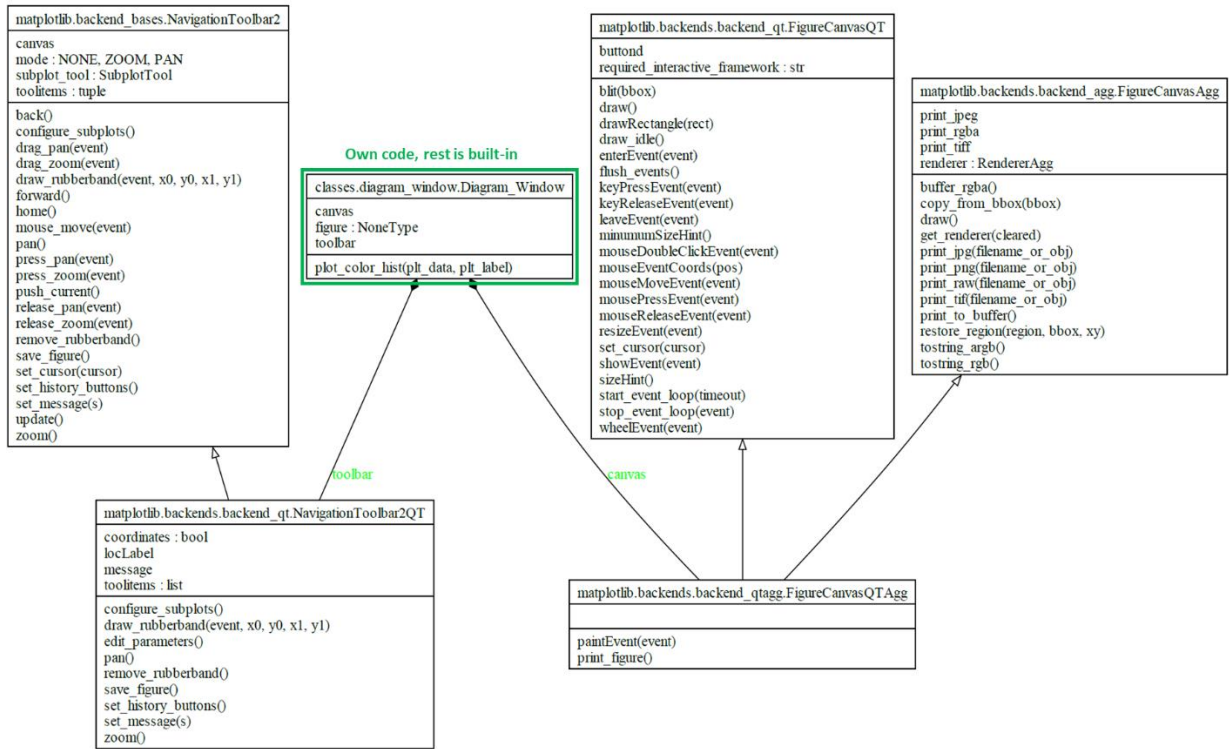 matplotlib.backend_bases.NavigationToolbar2
canvas
mode : NONE, ZOOM, PAN
subplot_tool : SubplotTool
toolitems : tuple
back()
configure_subplots()
drag_pan(event)
drag_zoom(event)
draw_rubberband(event, x0, y0, x1, y1)
forward()
home()
mouse_move(event)
pan()
press_pan(event)
press_zoom(event)
push_current()
release_pan(event)
release_zoom(event)
remove_rubberband()
save_figure()
set_cursor(cursor)
set_history_buttons()
set_message(s)
update()
zoom()
Own code, rest is built-in
classes.diagram_window.Diagram_Window
canvas
figure : NoneType
toolbar
plot_color_hist(plt_data, plt_label)
matplotlib.backends.backend_qt.FigureCanvasQT
buttond
required_interactive_framework : str
blit(bbox)
draw()
drawRectangle(rect)
draw_idle()
enterEvent(event)
flush_events()
keyPressEvent(event)
keyReleaseEvent(event)
leaveEvent(event)
minumumSizeHint()
mouseDoubleClickEvent(event)
mouseEventCoords(pos)
mouseMoveEvent(event)
mousePressEvent(event)
mouseReleaseEvent(event)
resizeEvent(event)
set_cursor(cursor)
showEvent(event)
sizeHint()
start_event_loop(timeout)
stop_event_loop(event)
wheelEvent(event)
matplotlib.backends.backend_agg.FigureCanvasAgg
print_jpeg
print_rgba
print_tiff
renderer : RendererAgg
buffer_rgba()
copy_from_bbox(bbox)
draw()
get_renderer(cleared)
print_jpg(filename_or_obj)
print_png(filename_or_obj)
print_raw(filename_or_obj)
print_tif(filename_or_obj)
print_to_buffer()
restore_region(region, bbox, xy)
tostring_argb()
tostring_rgb()
toolbar
canvas
matplotlib.backends.backend_qt.NavigationToolbar2QT
coordinates : bool
locLabel
message
toolitems : list
configure_subplots()
draw_rubberband(event, x0, y0, x1, y1)
edit_parameters()
pan()
remove_rubberband()
save_figure()
set_history_buttons()
set_message(s)
zoom()
matplotlib.backends.backend_qtagg.FigureCanvasQTAgg
paintEvent(event)
print_figure()